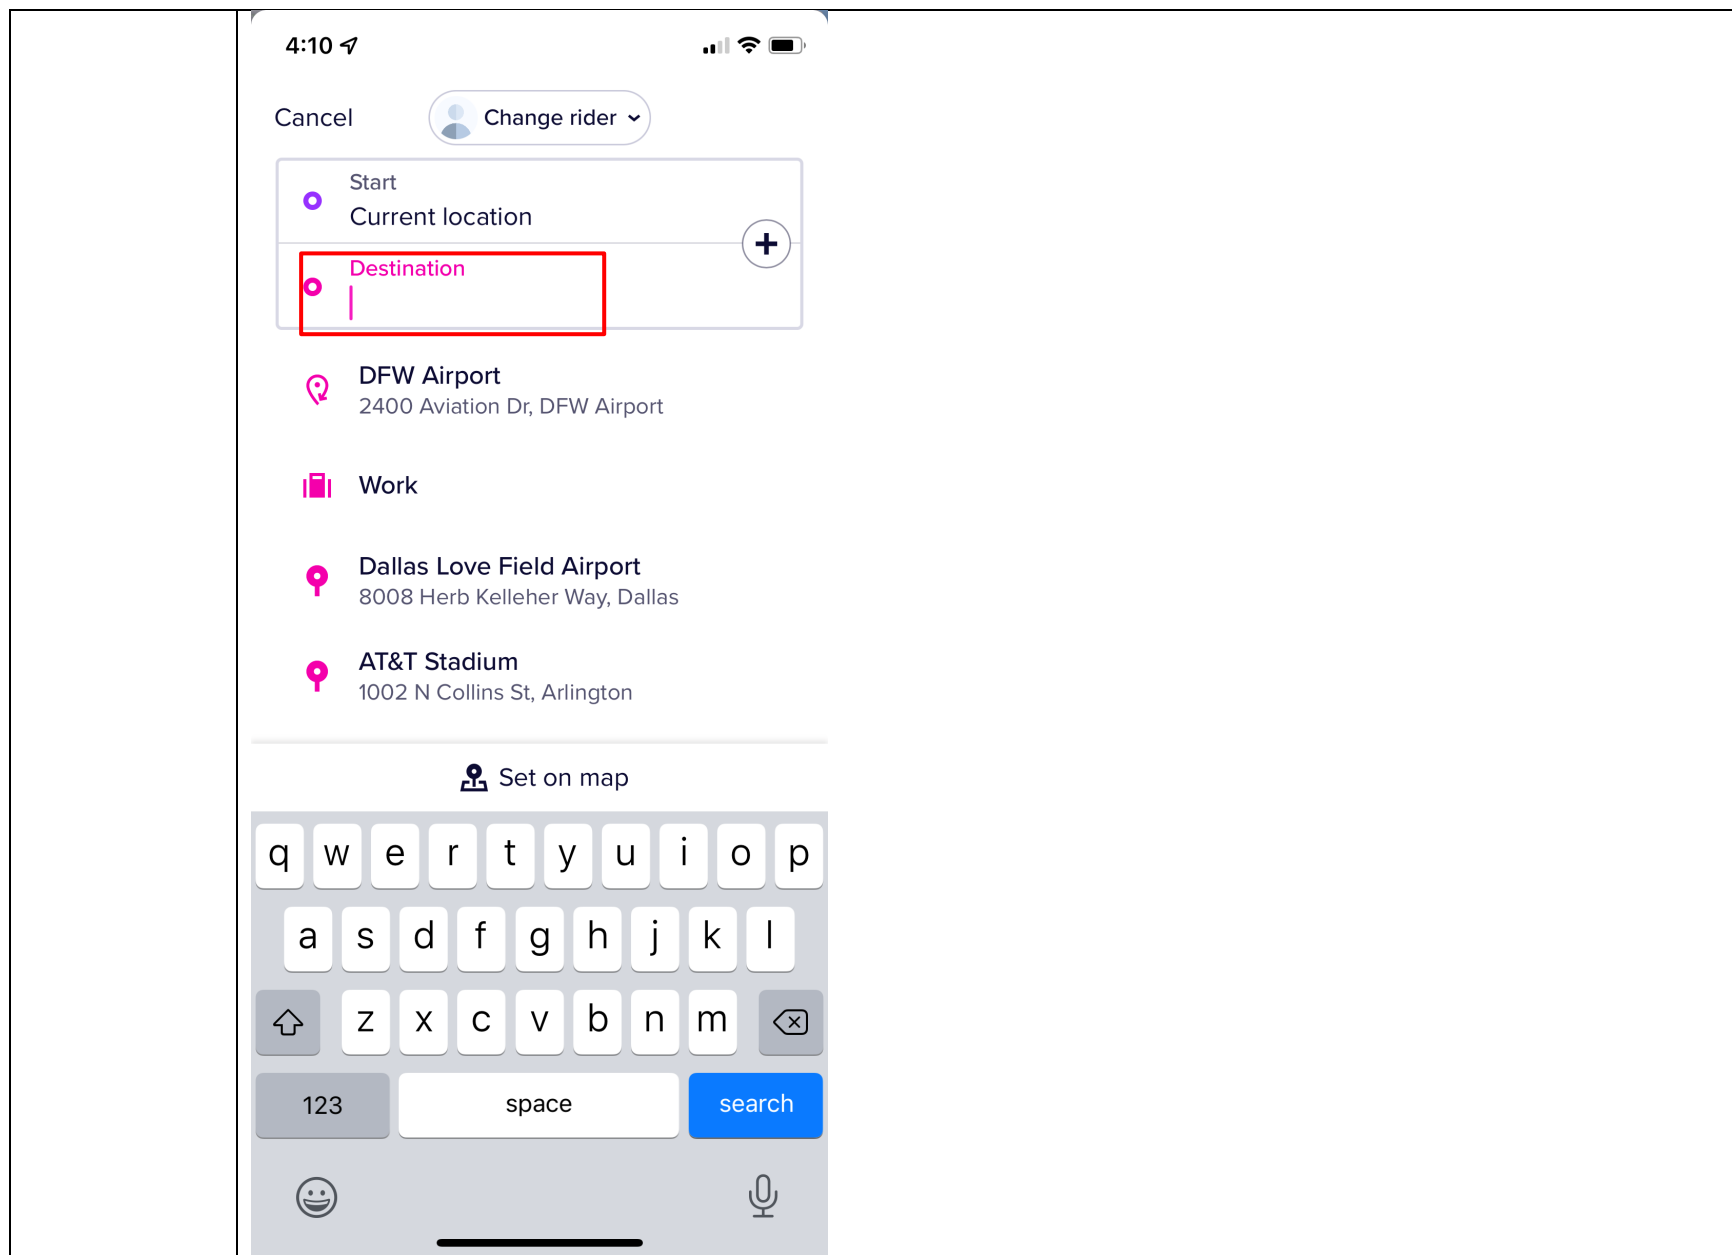 4:10
Cancel
Change rider
Start
Current location
Destination
DFW Airport
2400 Aviation Dr, DFW Airport
Work
Dallas Love Field Airport
8008 Herb Kelleher Way, Dallas
AT&T Stadium
1002 N Collins St, Arlington
Set on map
q w e r t y u i o p
a s d f g h j k l
z x c v b n m
123 space search